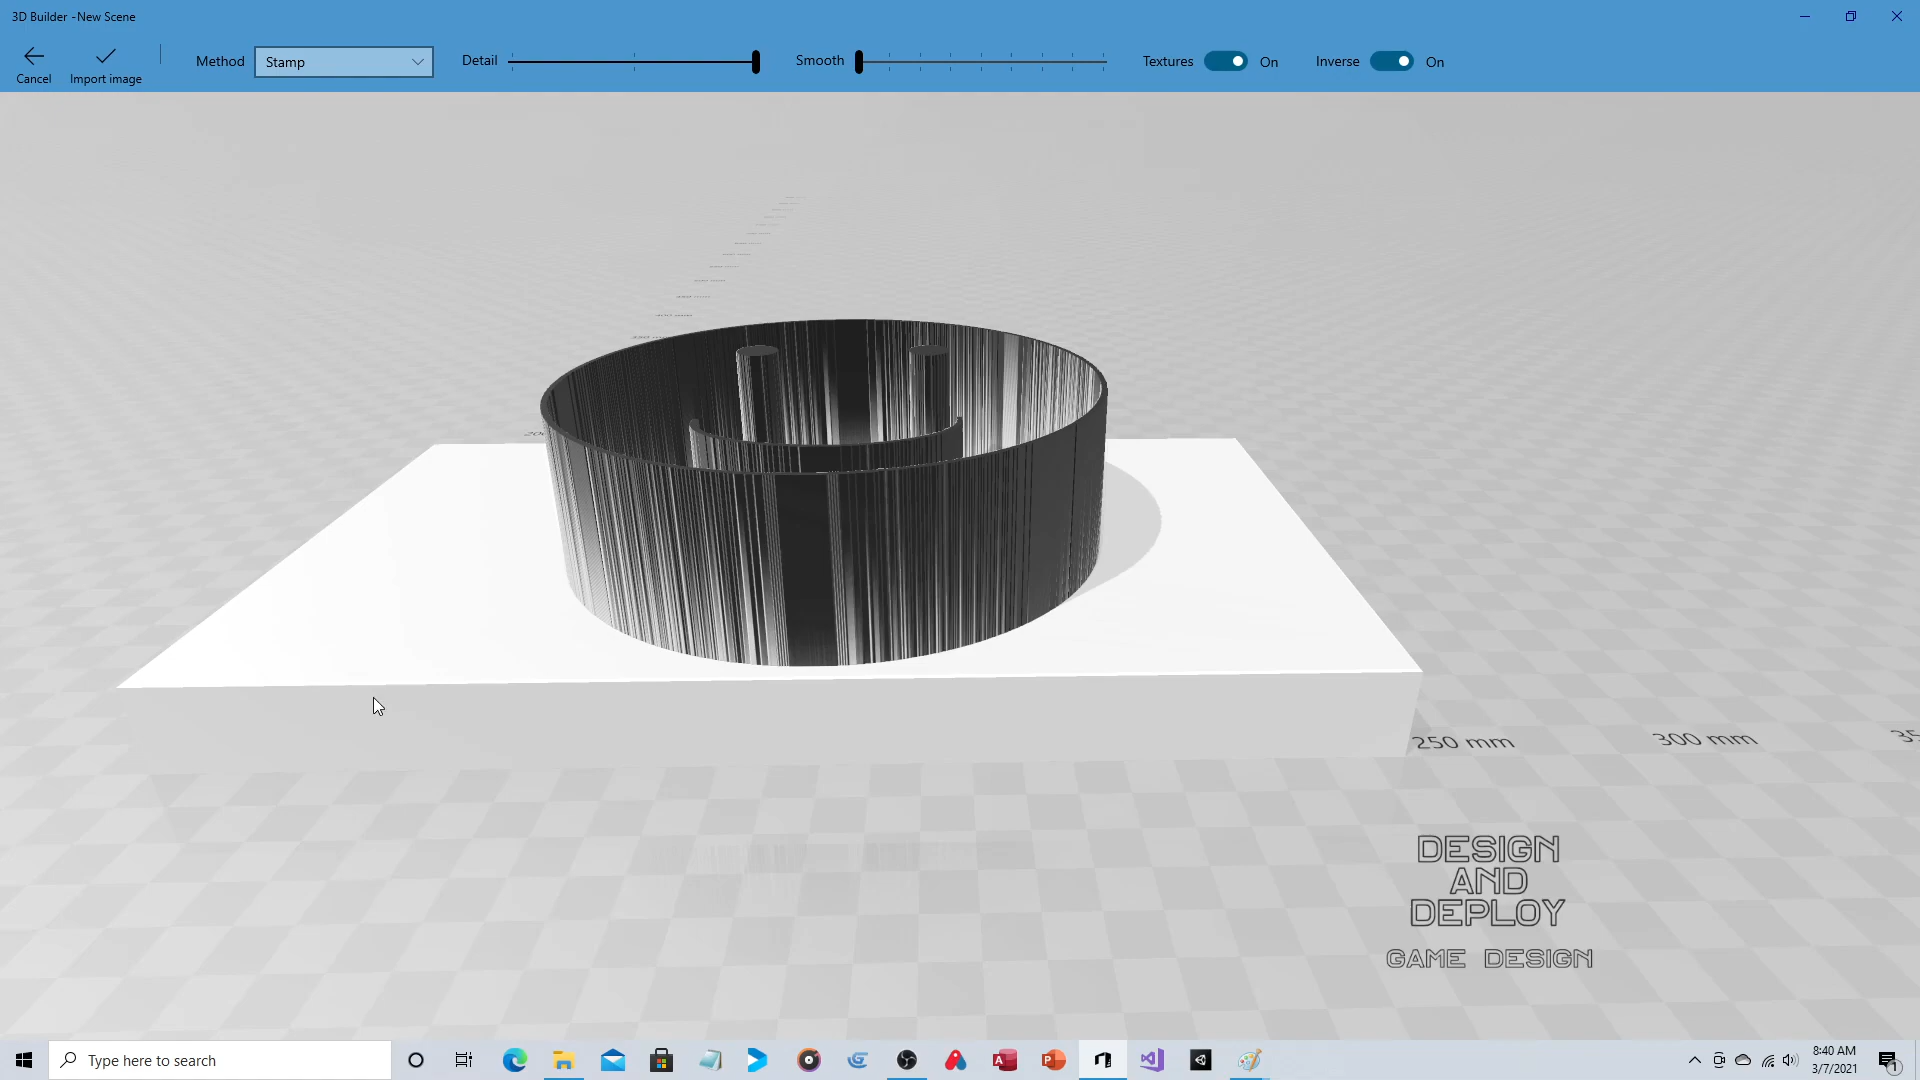 3D Builder -New Scene
Cancel
Import image
Method
Stamp
Detail
Smooth
Textures
On
Inverse
On
250 mm
300 mm
DESIGN
AND
DEPLOY
GAME DESIGN
Type here to search
8:40 AM
3/7/2021
1